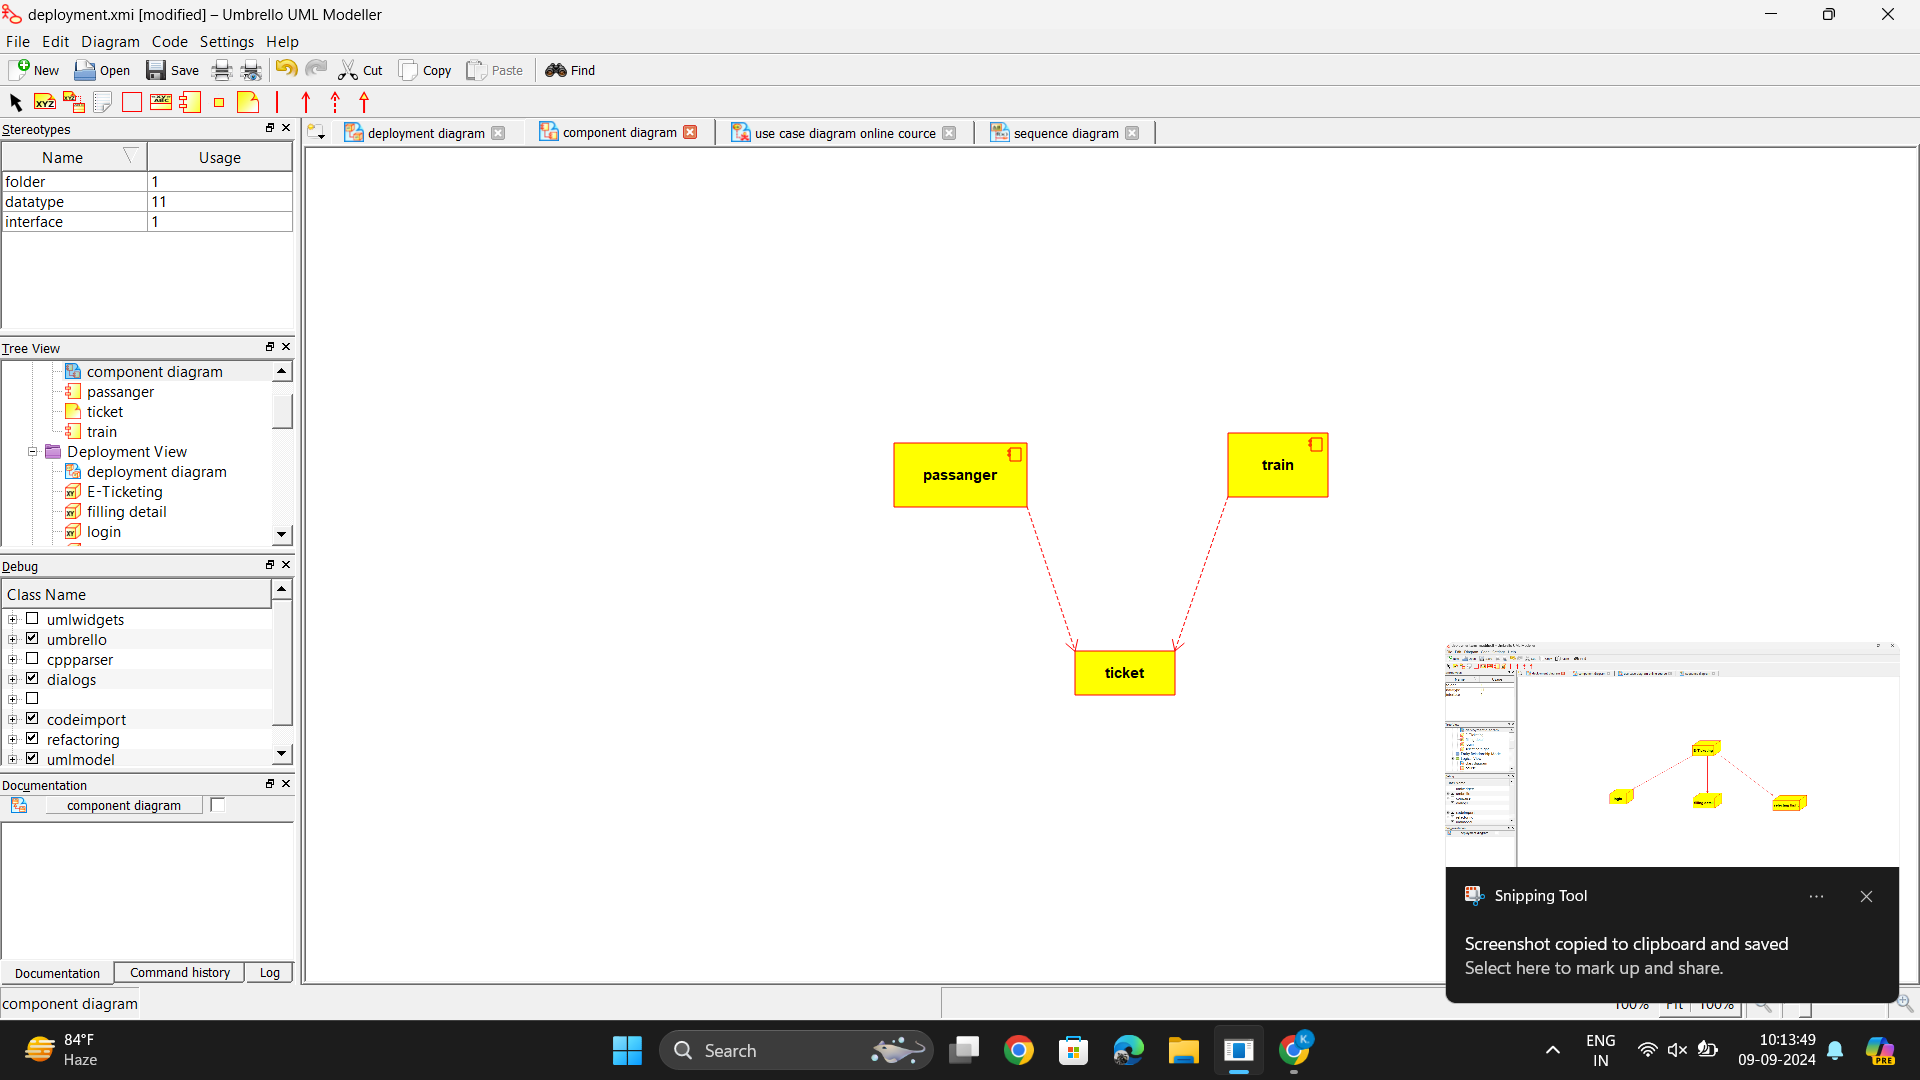 deployment.xmi [modified] – Umbrello UML Modeller
File Edit Diagram Code Settings Help
New Open Save Cut Copy Paste Find
Stereotypes
Name Usage
folder 1
datatype 11
interface 1
Tree View
component diagram
passanger
ticket
train
Deployment View
deployment diagram
E-Ticketing
filling detail
login
Debug
Class Name
umlwidgets
umbrello
cppparser
dialogs
codeimport
refactoring
umlmodel
Documentation
component diagram
Documentation Command history Log
component diagram
deployment diagram component diagram use case diagram online cource sequence diagram
passanger
train
ticket
Snipping Tool
Screenshot copied to clipboard and saved
Select here to mark up and share.
100% Fit 100%
84°F
Haze
Search
ENG
IN
10:13:49
09-09-2024